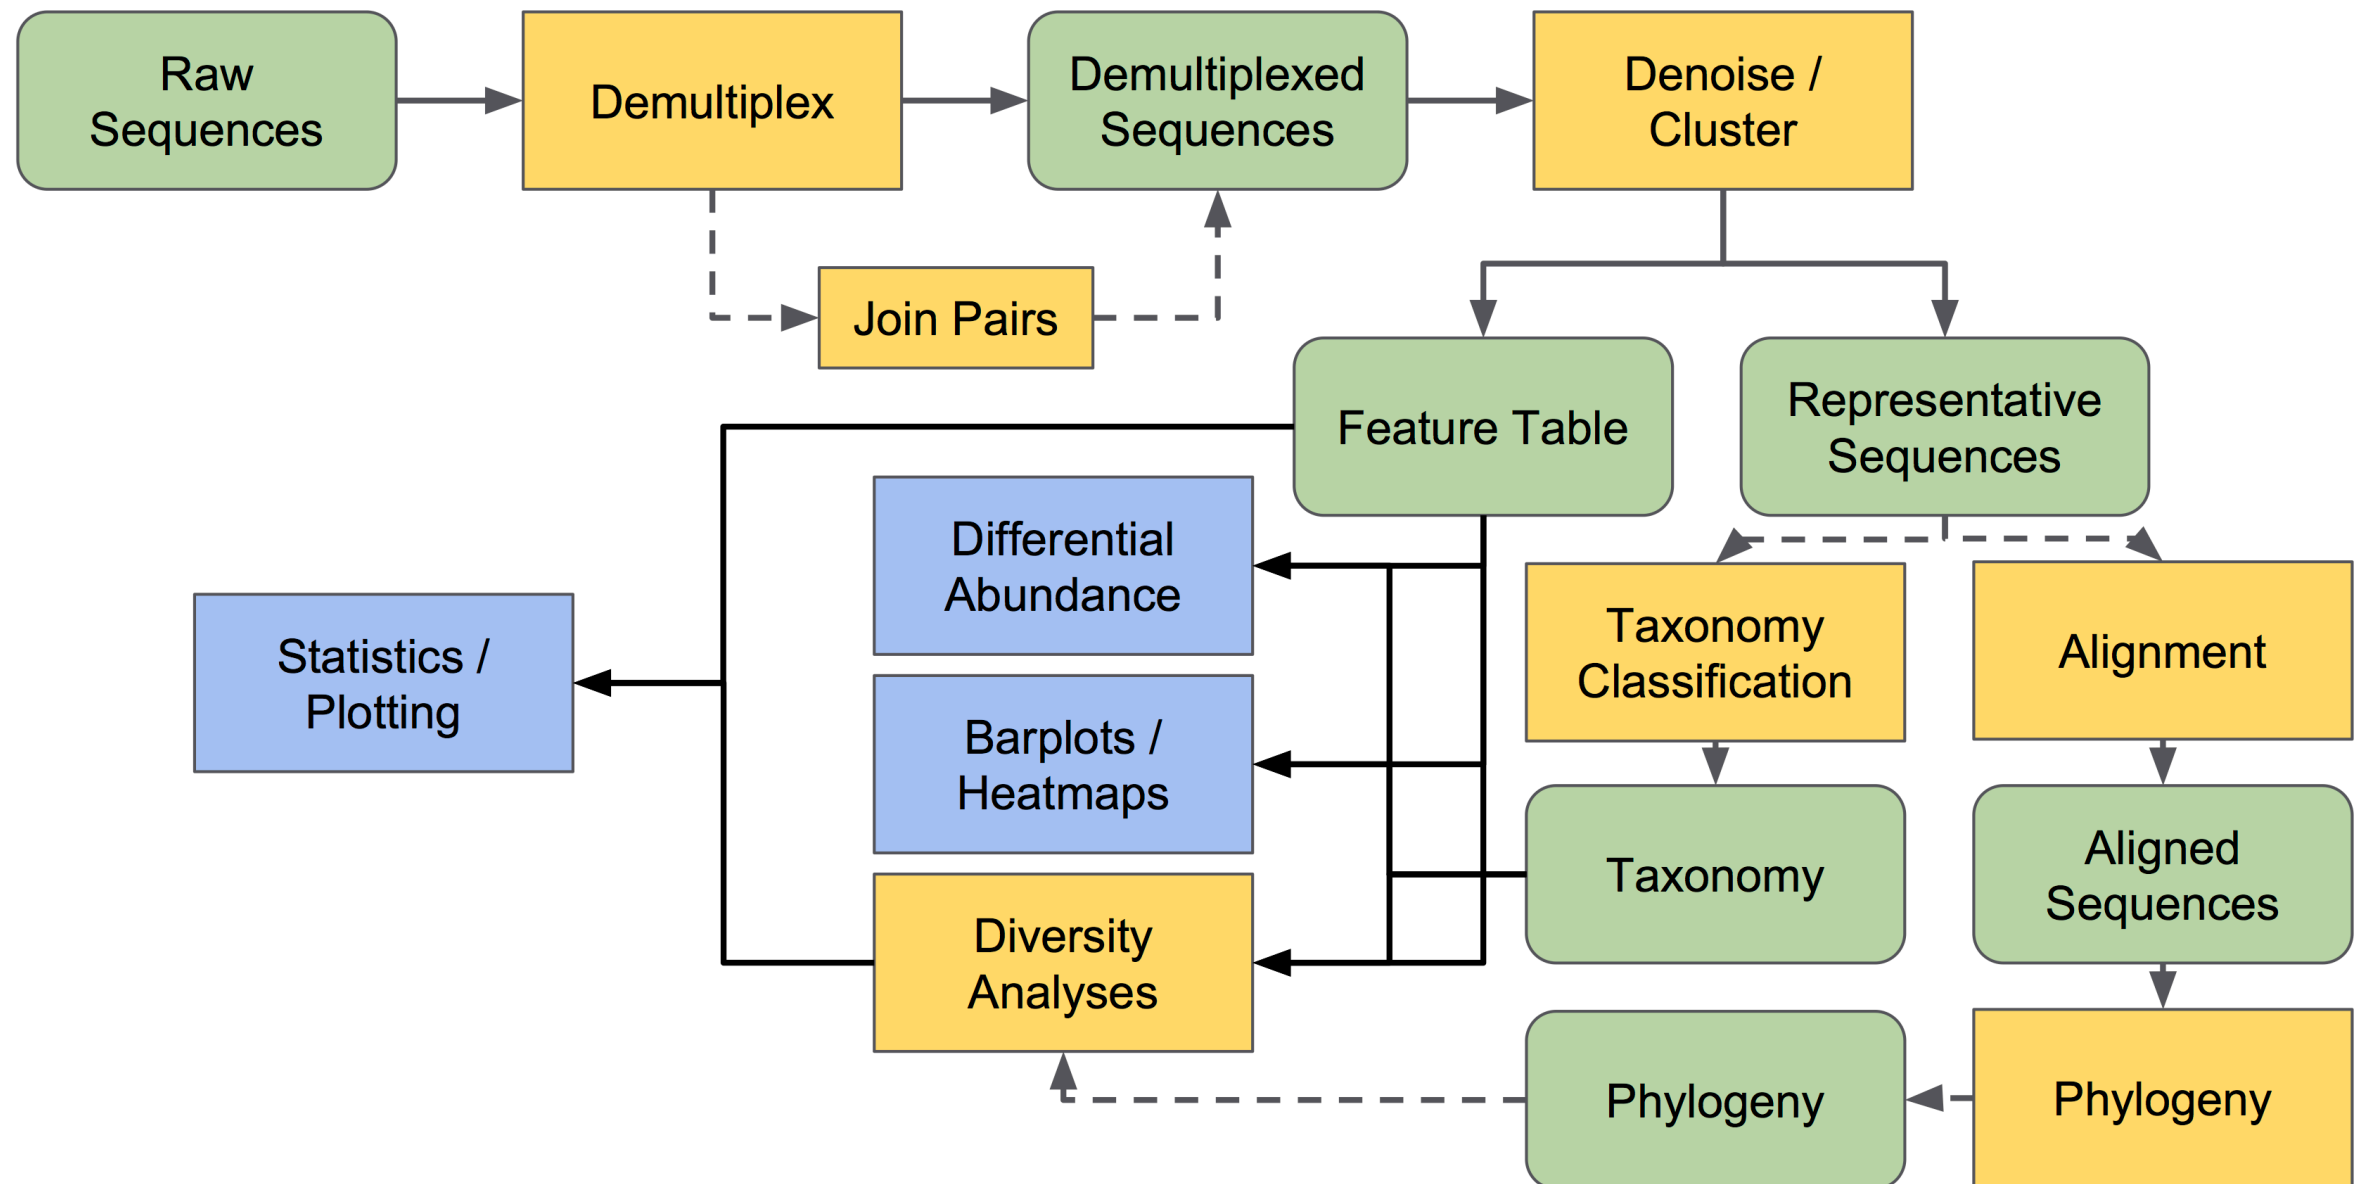 Raw
Sequences
Demultiplex
Demultiplexed
Sequences
Denoise /
Cluster
Join Pairs
Feature Table
Representative
Sequences
Differential
Abundance
Statistics /
Plotting
Taxonomy
Classification
Alignment
Barplots /
Heatmaps
Taxonomy
Aligned
Sequences
Diversity
Analyses
Phylogeny
Phylogeny